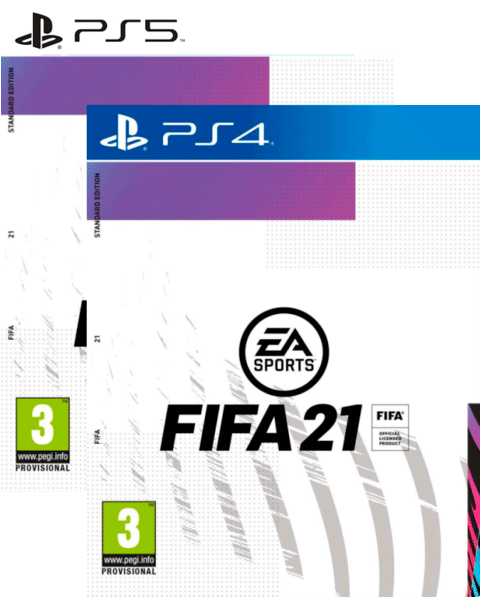 PS5
STANDARD EDITION
21
FIFA
3
www.pegi.info
PROVISIONAL
PS4
STANDARD EDITION
21
FIFA
EA
SPORTS
FIFA 21
FIFA
OFFICIAL
LICENSED
PRODUCT
3
www.pegi.info
PROVISIONAL